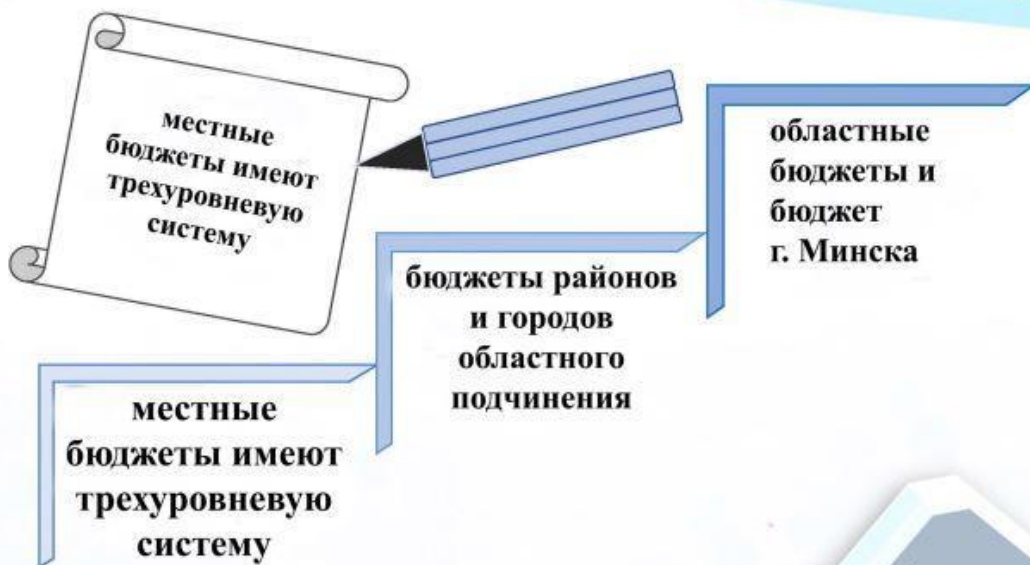 местные
бюджеты имеют
трехуровневую
систему
областные
бюджеты и
бюджет
г. Минска
бюджеты районов
и городов
областного
подчинения
местные
бюджеты имеют
трехуровневую
систему